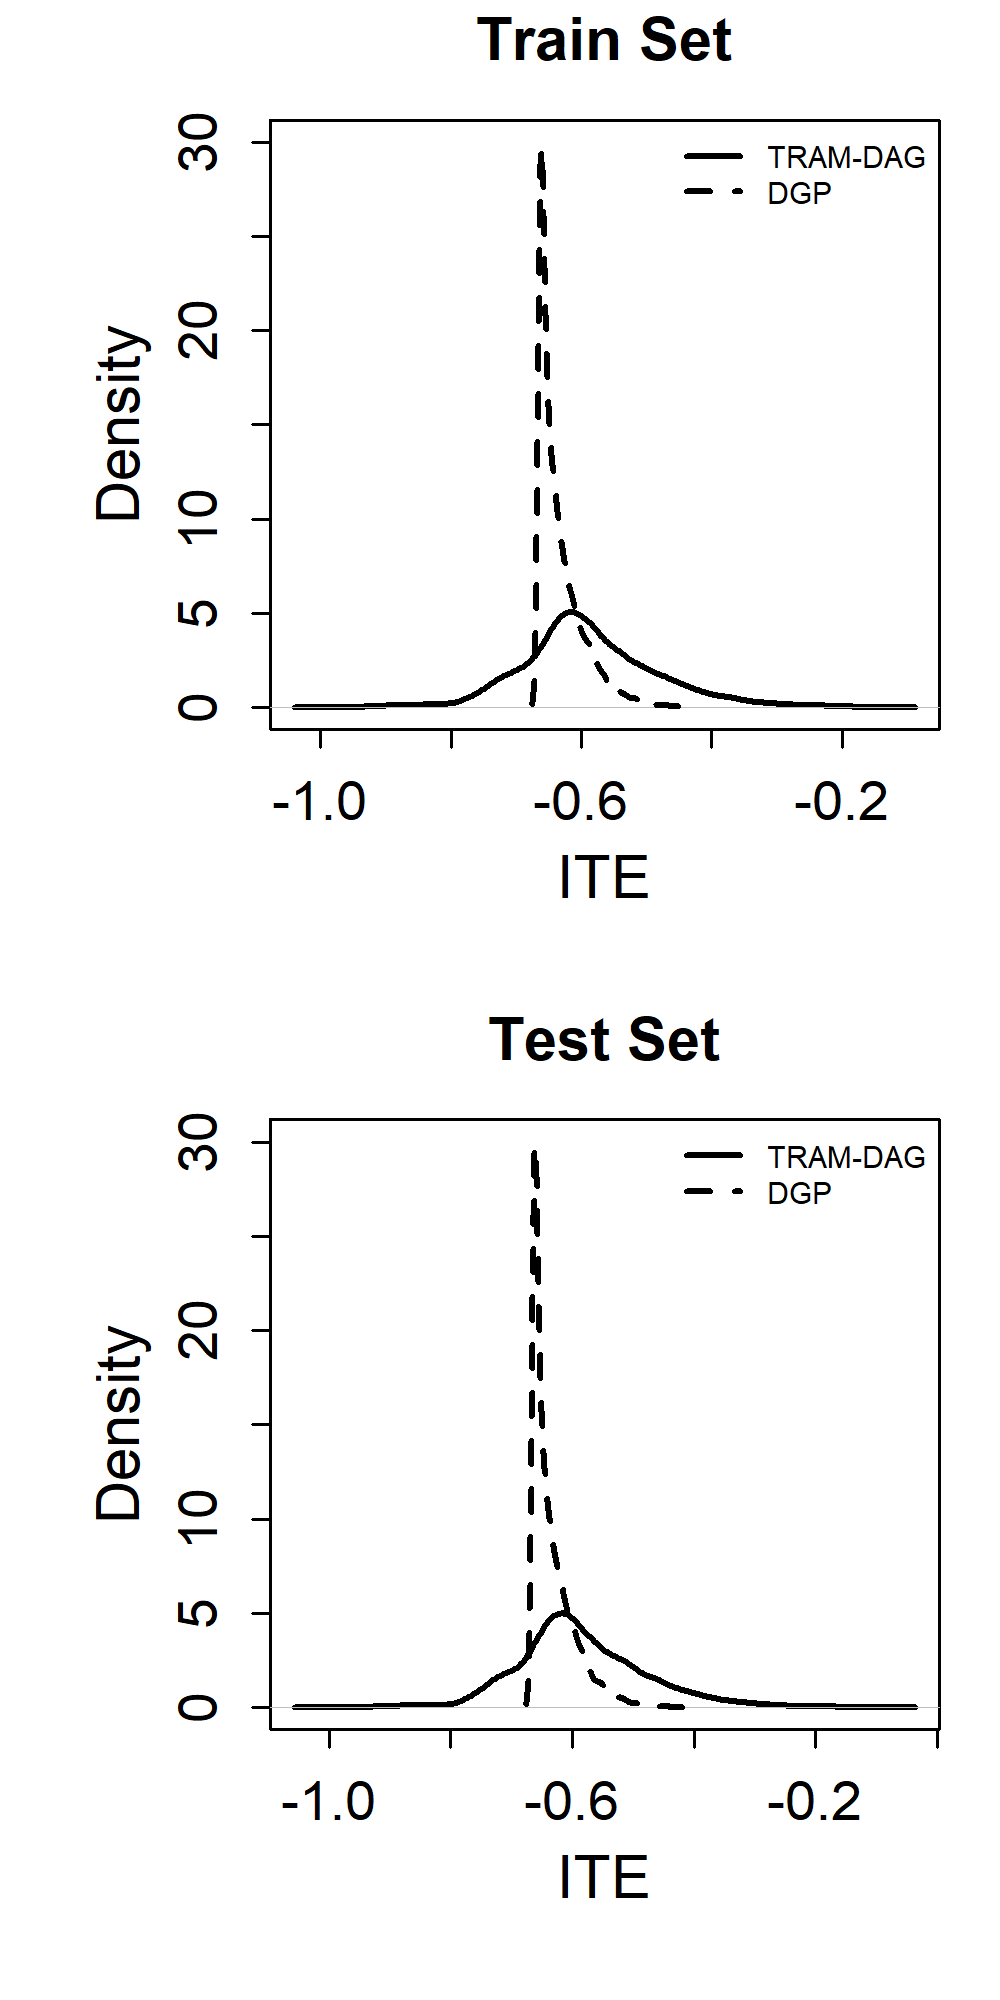 Train Set
TRAM-DAG
DGP
Density
30
20
10
5
0
-1.0 -0.6 -0.2
ITE
Test Set
TRAM-DAG
DGP
Density
30
20
10
5
0
-1.0 -0.6 -0.2
ITE